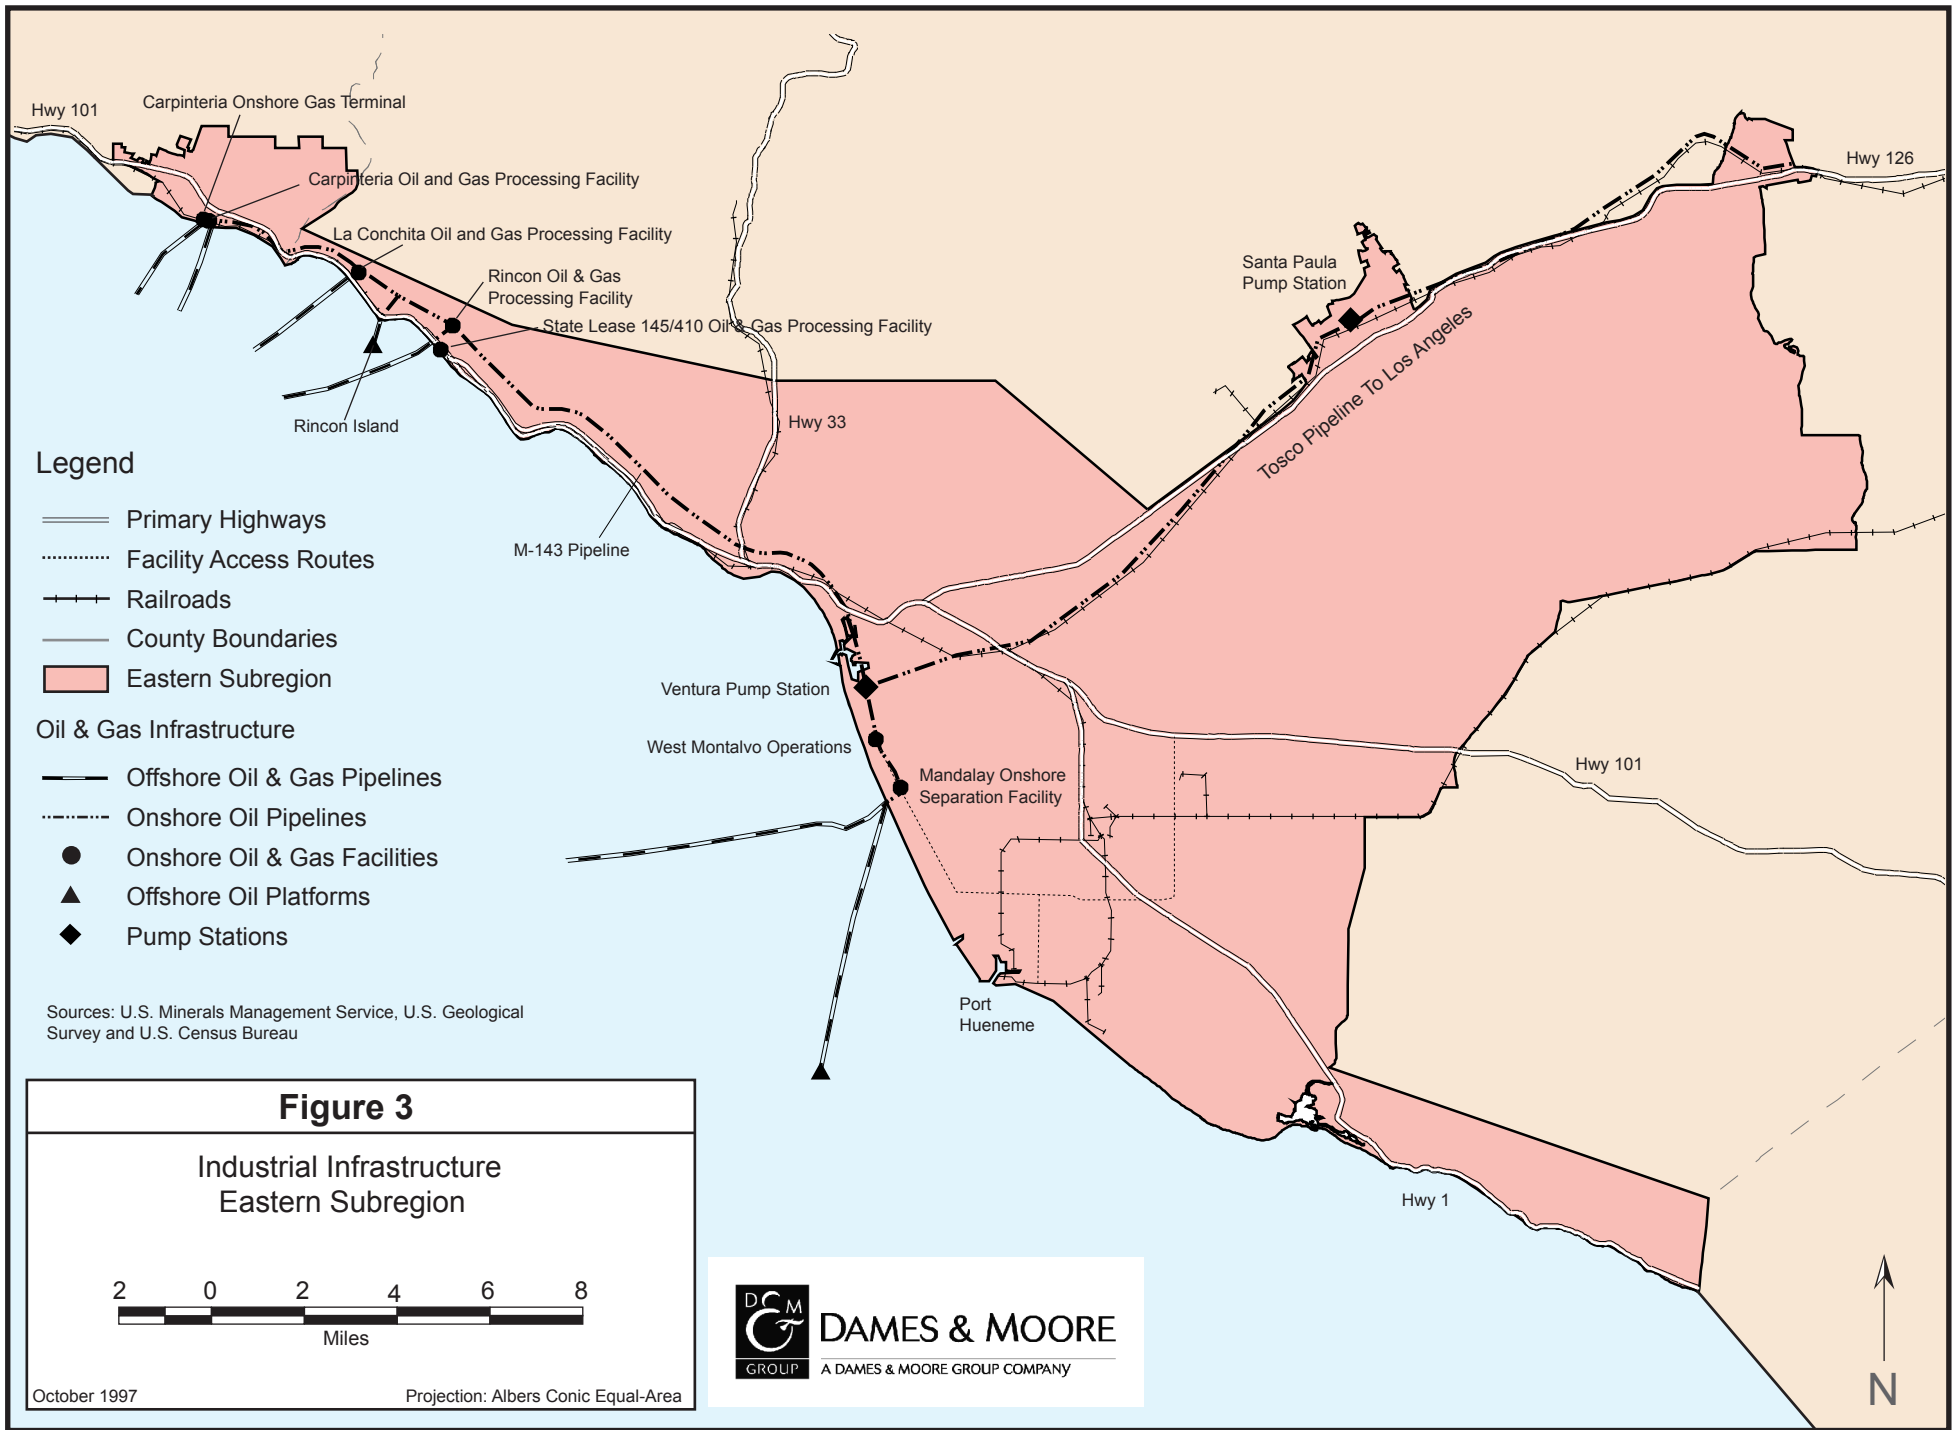 Hwy 101
Carpinteria Onshore Gas Terminal
Hwy 126
Carpinteria Oil and Gas Processing Facility
La Conchita Oil and Gas Processing Facility
Rincon Oil & Gas
Processing Facility
Santa Paula
Pump Station
State Lease 145/410 Oil & Gas Processing Facility
Tosco Pipeline To Los Angeles
Rincon Island
Hwy 33
M-143 Pipeline
Ventura Pump Station
West Montalvo Operations
Mandalay Onshore
Separation Facility
Hwy 101
Port
Hueneme
Hwy 1
Legend
Primary Highways
Facility Access Routes
Railroads
County Boundaries
Eastern Subregion
Oil & Gas Infrastructure
Offshore Oil & Gas Pipelines
Onshore Oil Pipelines
Onshore Oil & Gas Facilities
Offshore Oil Platforms
Pump Stations
Sources: U.S. Minerals Management Service, U.S. Geological
Survey and U.S. Census Bureau
Figure 3
Industrial Infrastructure
Eastern Subregion
2 0 2 4 6 8
Miles
October 1997
Projection: Albers Conic Equal-Area
D&M
GROUP
DAMES & MOORE
A DAMES & MOORE GROUP COMPANY
N